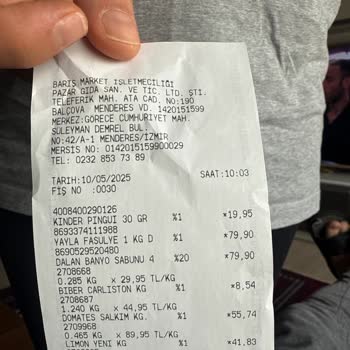 BARIŞ MARKET İŞLETMECİLİĞİ
PAZAR GIDA SAN. VE TİC. LTD. ŞTİ.
TELEFERİK MAH. ATA CAD. NO:190
BALÇOVA MENDERES VD. 1420151599
MERKEZ:GÖRECE CUMHURİYET MAH.
SÜLEYMAN DEMREL BUL.
NO:42/A-1 MENDERES/İZMİR
MERSİS NO: 0142015159900029
TEL: 0232 853 73 89
TARİH:10/05/2025 SAAT:10:03
FİŞ NO :0030
4008400290126
KINDER PINGUI 30 GR %1 *19,95
8693374111988
YAYLA FASULYE 1 KG D %1 *79,90
8690529520480
DALAN BANYO SABUNU 4 %20 *79,90
2708668
0.285 KG x 29,95 TL/KG
BİBER CARLİSTON KG %1 *8,54
2708687
1.240 KG x 44,95 TL/KG
DOMATES SALKIM KG. %1 *55,74
2709968
0.465 KG x 89,95 TL/KG
LİMON YENİ KG %1 *41,83